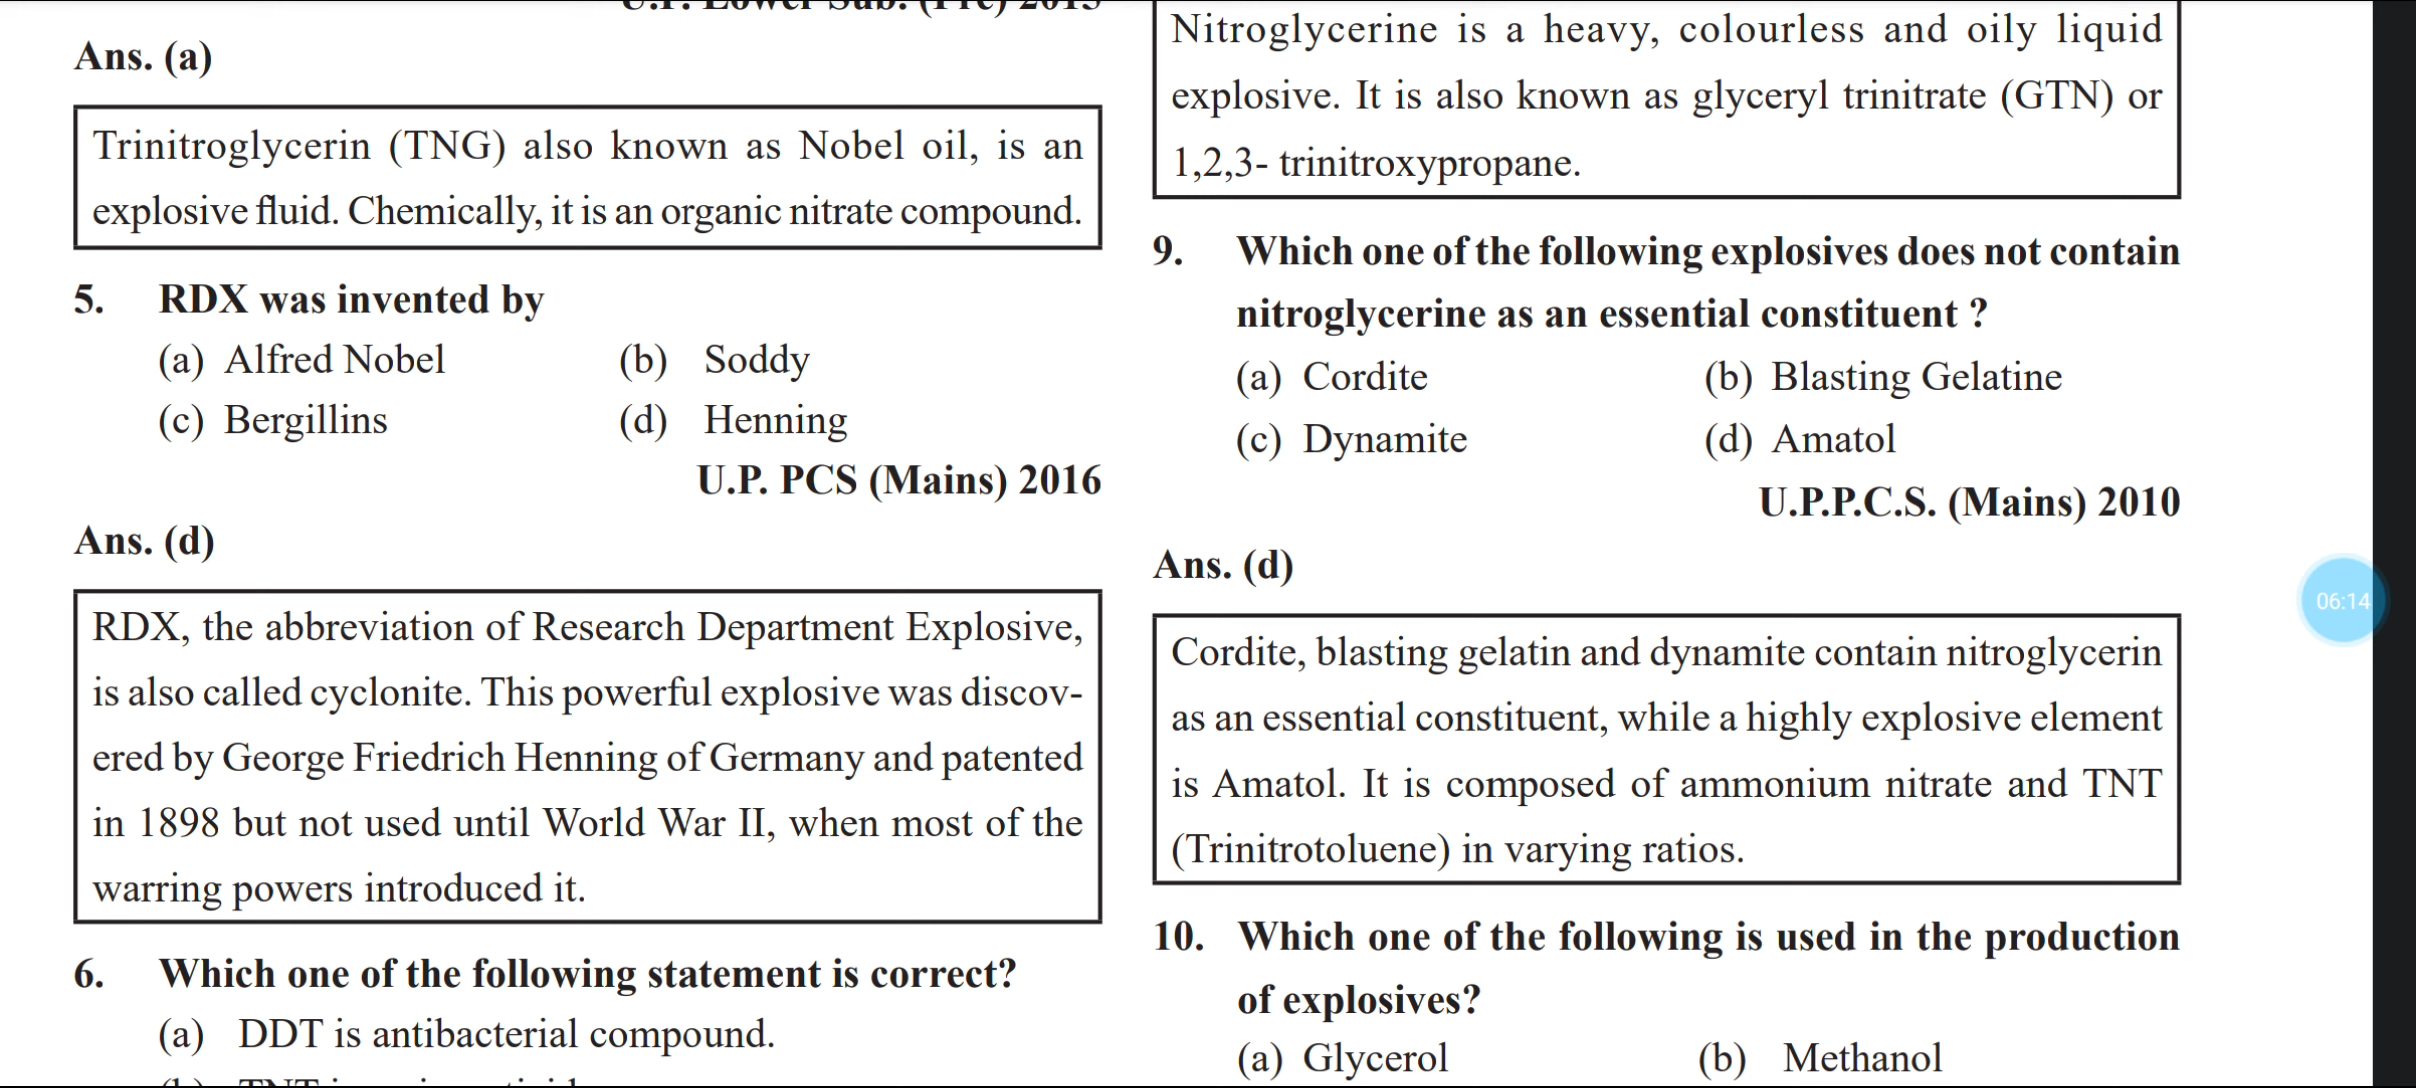 U.P. Lower Sub. (Pre) 2015
Ans. (a)
Trinitroglycerin (TNG) also known as Nobel oil, is an
explosive fluid. Chemically, it is an organic nitrate compound.
5. RDX was invented by
(a) Alfred Nobel (b) Soddy
(c) Bergillins (d) Henning
U.P. PCS (Mains) 2016
Ans. (d)
RDX, the abbreviation of Research Department Explosive,
is also called cyclonite. This powerful explosive was discov-
ered by George Friedrich Henning of Germany and patented
in 1898 but not used until World War II, when most of the
warring powers introduced it.
6. Which one of the following statement is correct?
(a) DDT is antibacterial compound.
Nitroglycerine is a heavy, colourless and oily liquid
explosive. It is also known as glyceryl trinitrate (GTN) or
1,2,3- trinitroxypropane.
9. Which one of the following explosives does not contain
nitroglycerine as an essential constituent ?
(a) Cordite (b) Blasting Gelatine
(c) Dynamite (d) Amatol
U.P.P.C.S. (Mains) 2010
Ans. (d)
Cordite, blasting gelatin and dynamite contain nitroglycerin
as an essential constituent, while a highly explosive element
is Amatol. It is composed of ammonium nitrate and TNT
(Trinitrotoluene) in varying ratios.
10. Which one of the following is used in the production
of explosives?
(a) Glycerol (b) Methanol
06:14